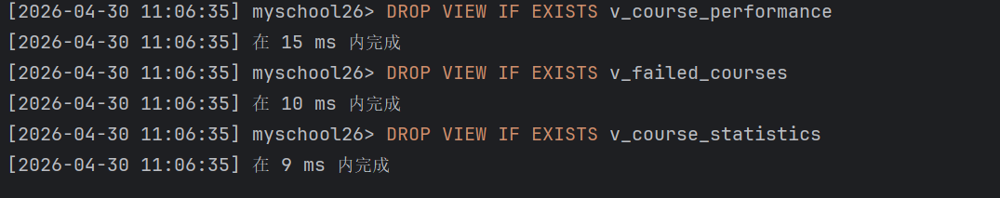 [2026-04-30 11:06:35] myschool26> DROP VIEW IF EXISTS v_course_performance
[2026-04-30 11:06:35] 在 15 ms 内完成
[2026-04-30 11:06:35] myschool26> DROP VIEW IF EXISTS v_failed_courses
[2026-04-30 11:06:35] 在 10 ms 内完成
[2026-04-30 11:06:35] myschool26> DROP VIEW IF EXISTS v_course_statistics
[2026-04-30 11:06:35] 在 9 ms 内完成